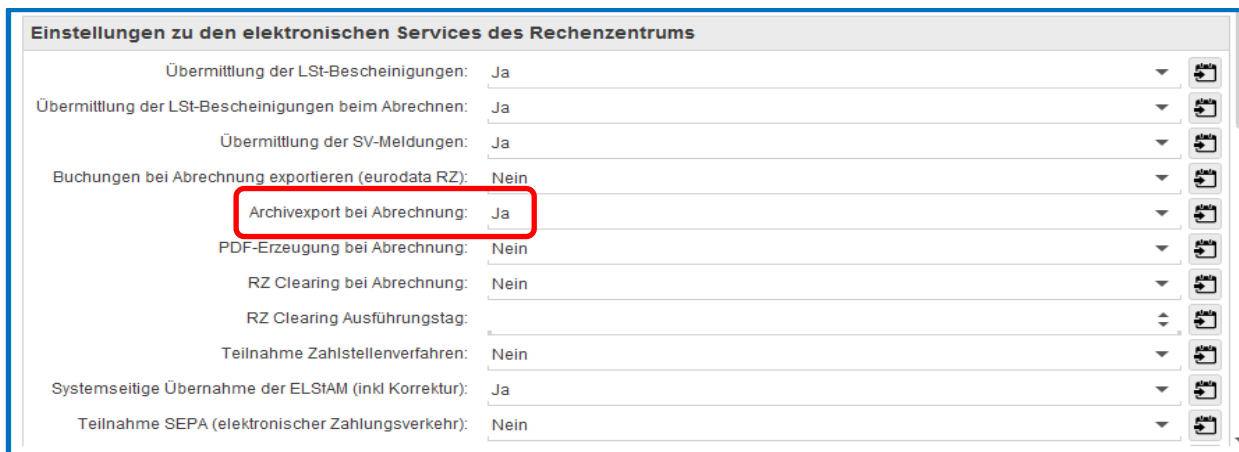 Einstellungen zu den elektronischen Services des Rechenzentrums
Übermittlung der LSt-Bescheinigungen: Ja
Übermittlung der LSt-Bescheinigungen beim Abrechnen: Ja
Übermittlung der SV-Meldungen: Ja
Buchungen bei Abrechnung exportieren (eurodata RZ): Nein
Archivexport bei Abrechnung: Ja
PDF-Erzeugung bei Abrechnung: Nein
RZ Clearing bei Abrechnung: Nein
RZ Clearing Ausführungstag:
Teilnahme Zahlstellenverfahren: Nein
Systemseitige Übernahme der ELStAM (inkl Korrektur): Ja
Teilnahme SEPA (elektronischer Zahlungsverkehr): Nein